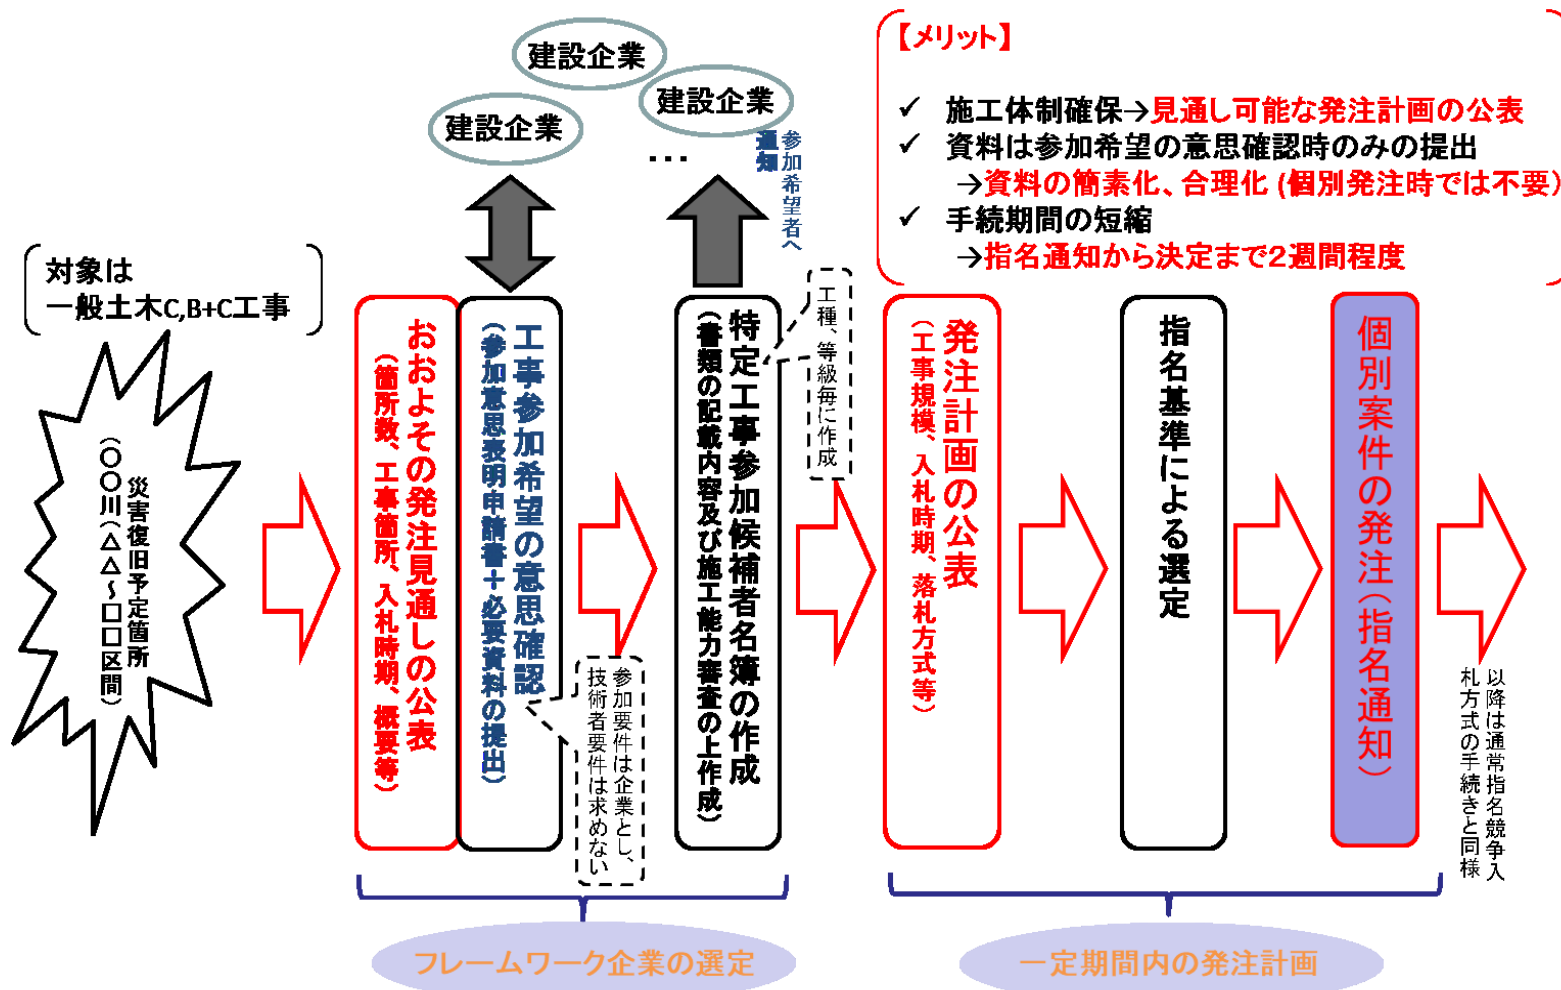 建設企業
建設企業
建設企業
…
参加希望者へ
通知
【メリット】
✓ 施工体制確保→見通し可能な発注計画の公表
✓ 資料は参加希望の意思確認時のみの提出
→資料の簡素化、合理化 (個別発注時では不要)
✓ 手続期間の短縮
→指名通知から決定まで2週間程度
対象は
一般土木C,B+C工事
災害復旧予定箇所
(〇〇川(△△~口口区間)
おおよその発注見通しの公表
(箇所数、工事箇所、入札時期、概要等)
工事参加希望の意思確認
(参加意思表明申請書+必要資料の提出)
参加要件は企業とし、
技術者要件は求めない
特定工事参加候補者名簿の作成
(書類の記載内容及び施工能力審査の上作成)
工種、等級毎に作成
発注計画の公表
(工事規模、入札時期、落札方式等)
指名基準による選定
個別案件の発注(指名通知)
以降は通常指名競争入
札方式の手続きと同様
フレームワーク企業の選定
一定期間内の発注計画